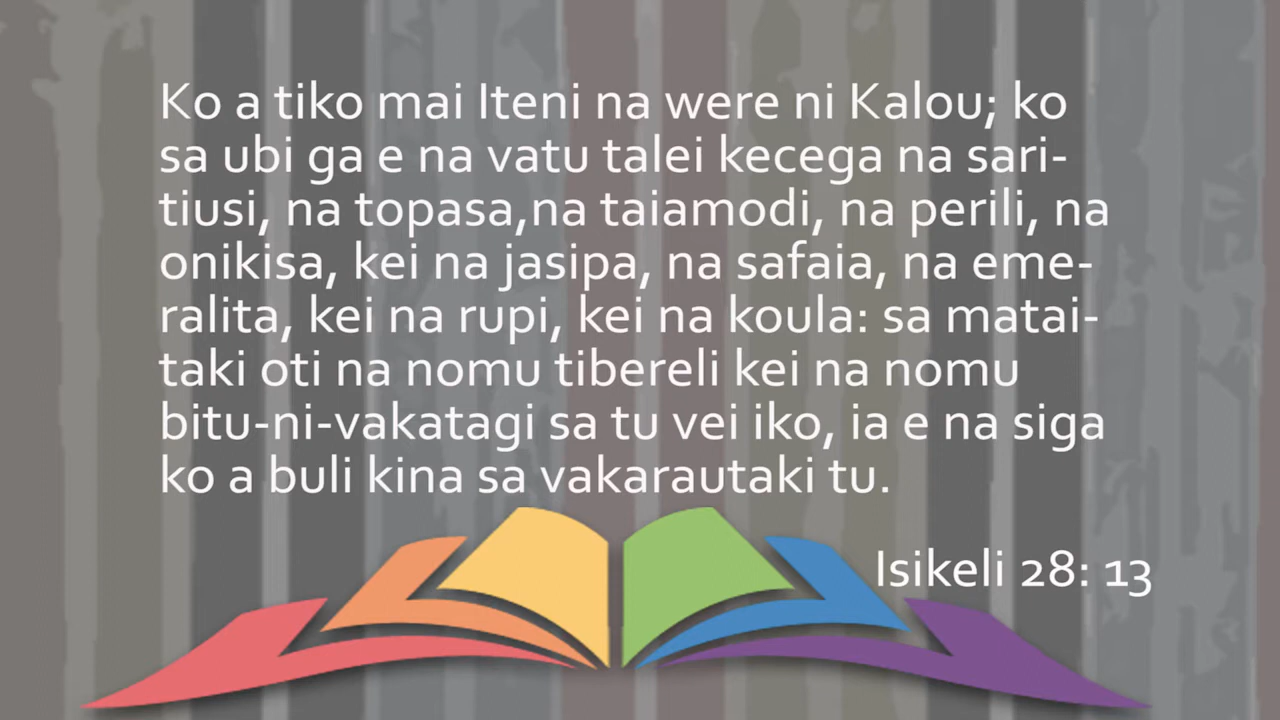 Ko a tiko mai Iteni na were ni Kalou; ko
sa ubi ga e na vatu talei kecega na sari-
tiusi, na topasa,na taiamodi, na perili, na
onikisa, kei na jasipa, na safaia, na eme-
ralita, kei na rupi, kei na koula: sa matai-
taki oti na nomu tibereli kei na nomu
bitu-ni-vakatagi sa tu vei iko, ia e na siga
ko a buli kina sa vakarautaki tu.
Isikeli 28: 13